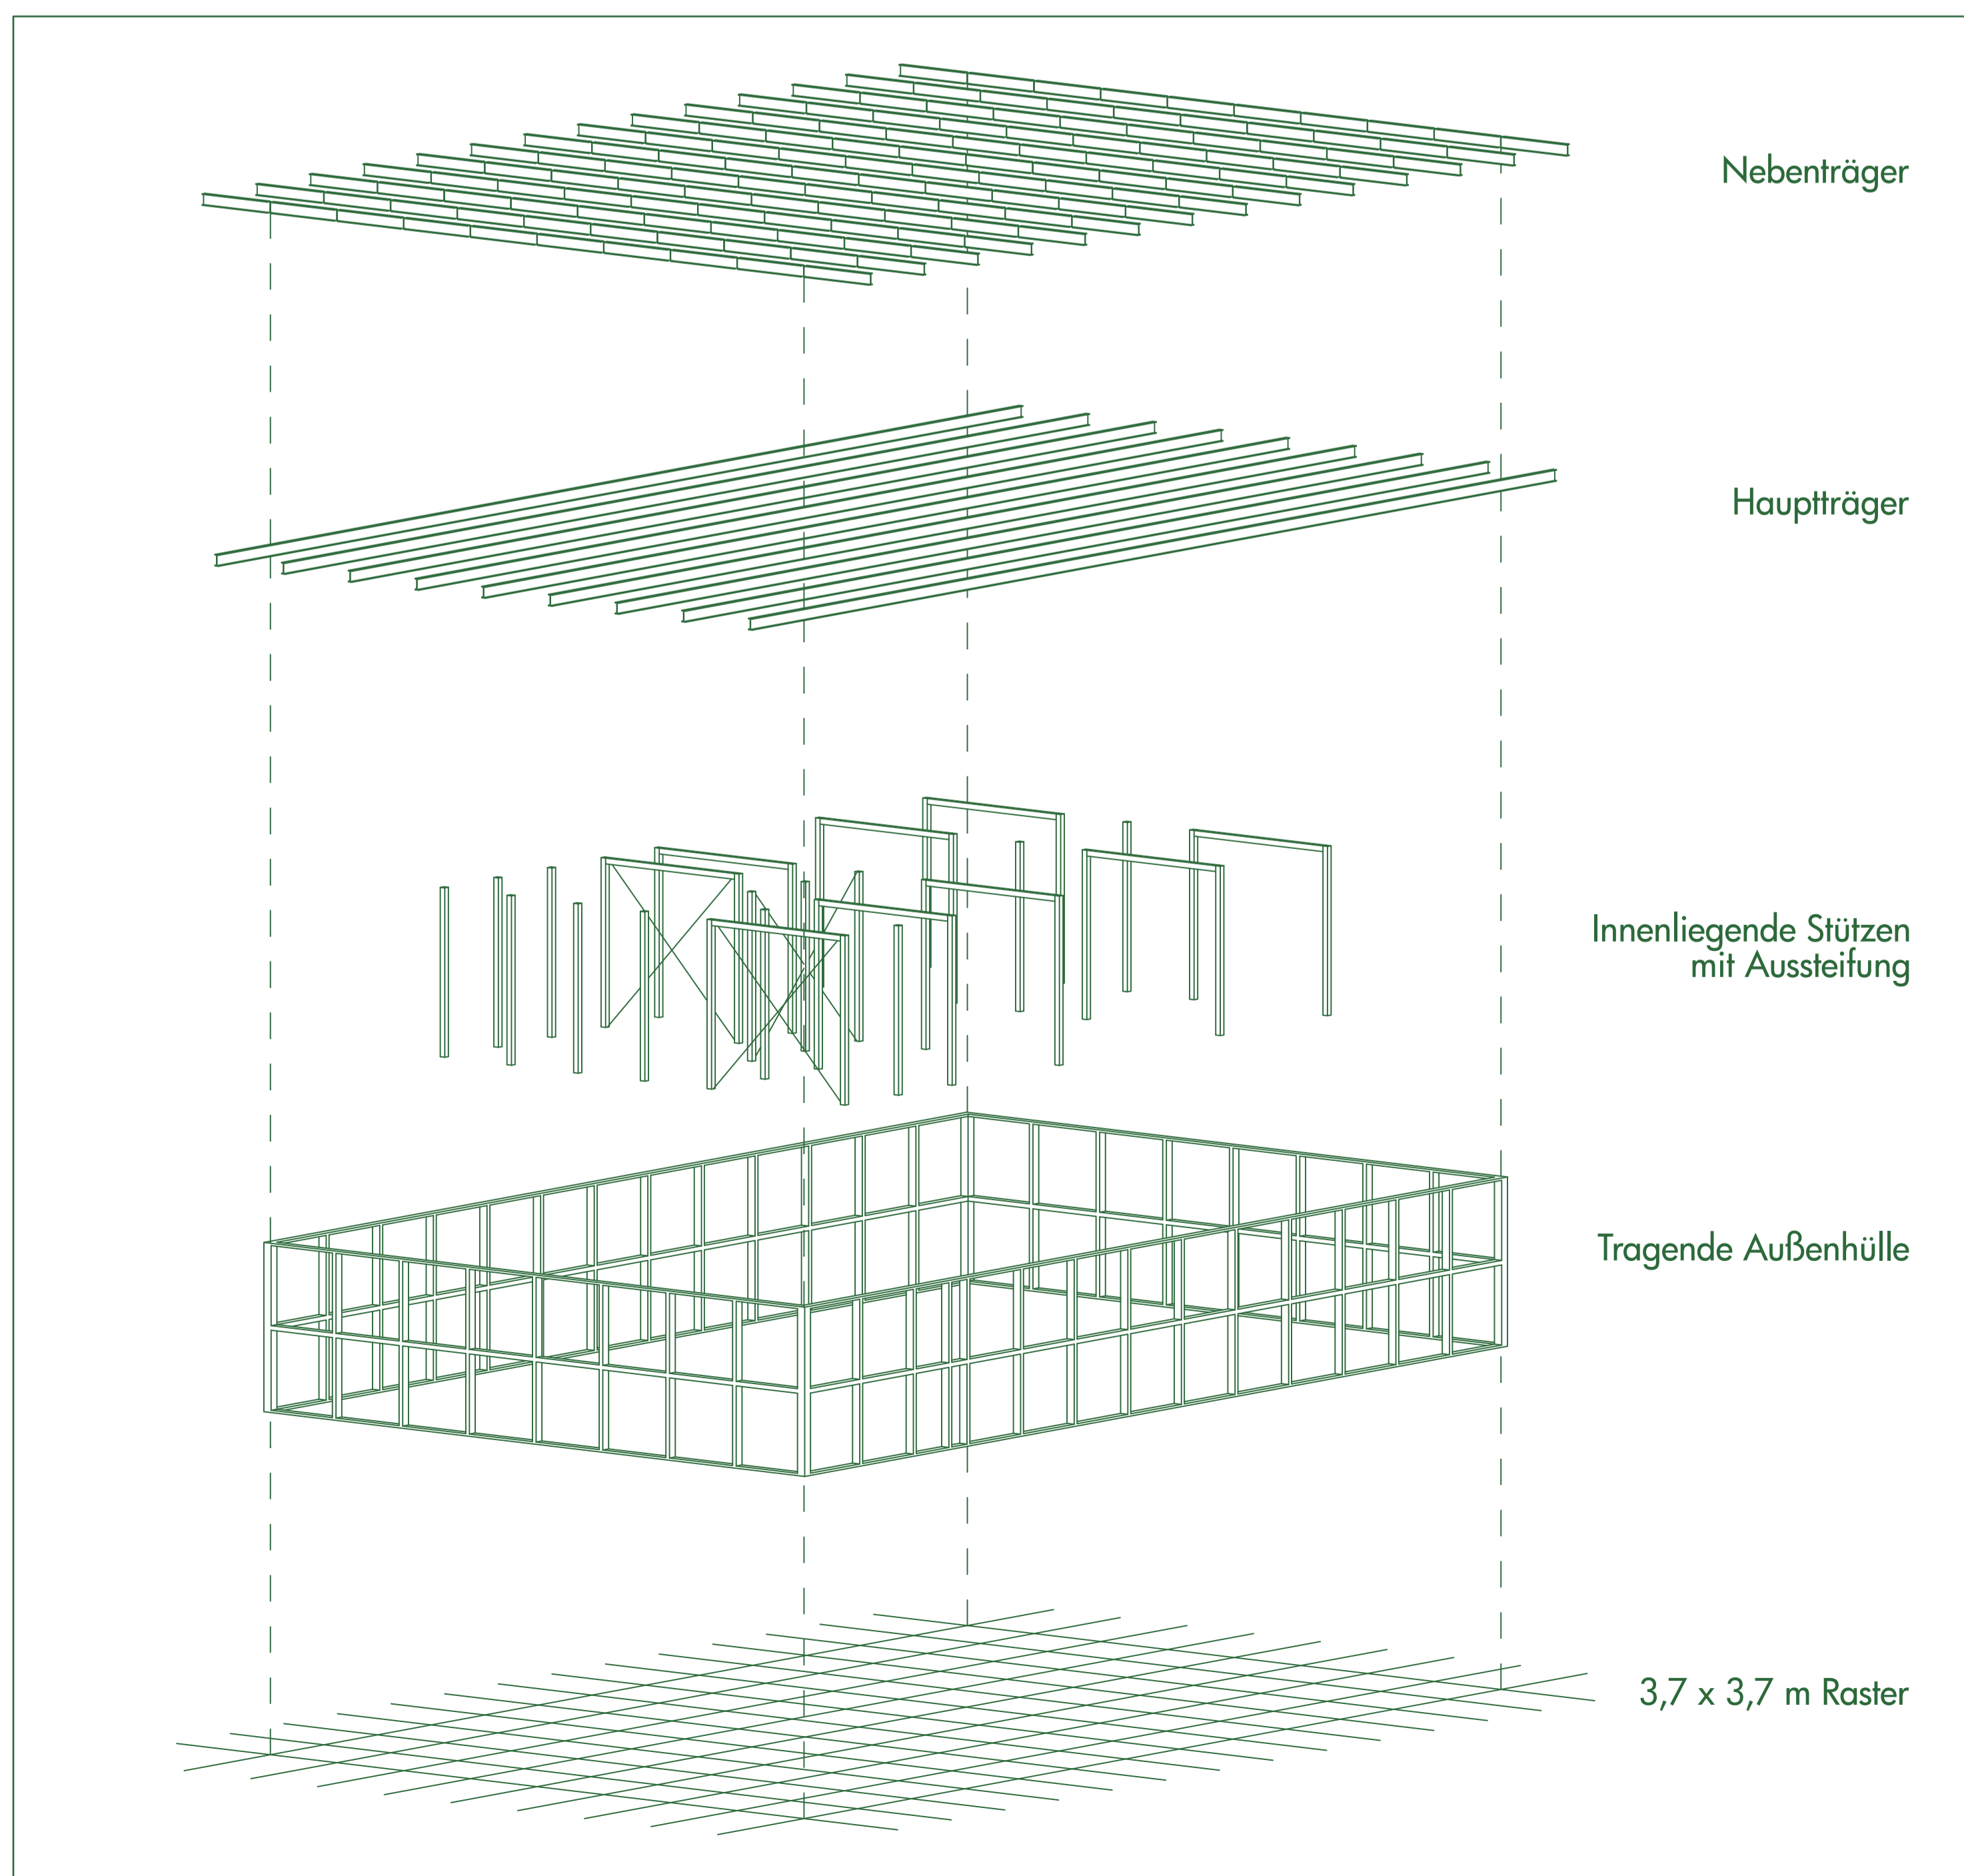 Nebenträger
Hauptträger
Innenliegende Stützen
mit Aussteifung
Tragende Außenhülle
3,7 x 3,7 m Raster